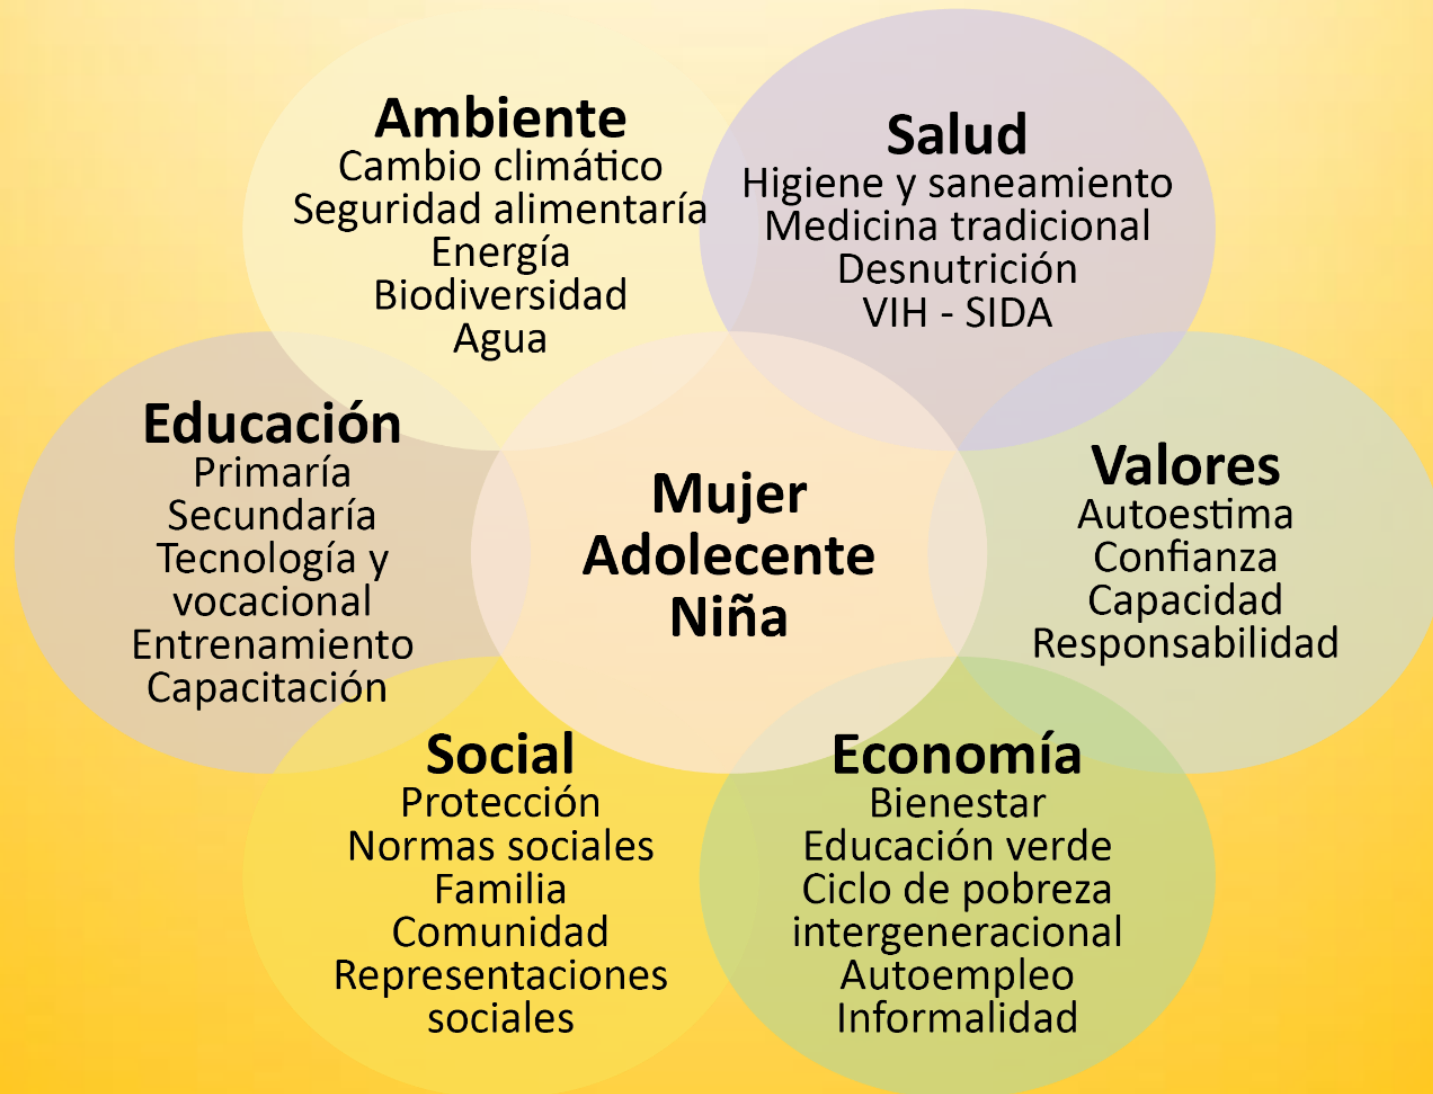 Ambiente
Cambio climático
Seguridad alimentaría
Energía
Biodiversidad
Agua
Salud
Higiene y saneamiento
Medicina tradicional
Desnutrición
VIH - SIDA
Educación
Primaría
Secundaría
Tecnología y
vocacional
Entrenamiento
Capacitación
Mujer
Adolecente
Niña
Valores
Autoestima
Confianza
Capacidad
Responsabilidad
Social
Protección
Normas sociales
Familia
Comunidad
Representaciones
sociales
Economía
Bienestar
Educación verde
Ciclo de pobreza
intergeneracional
Autoempleo
Informalidad